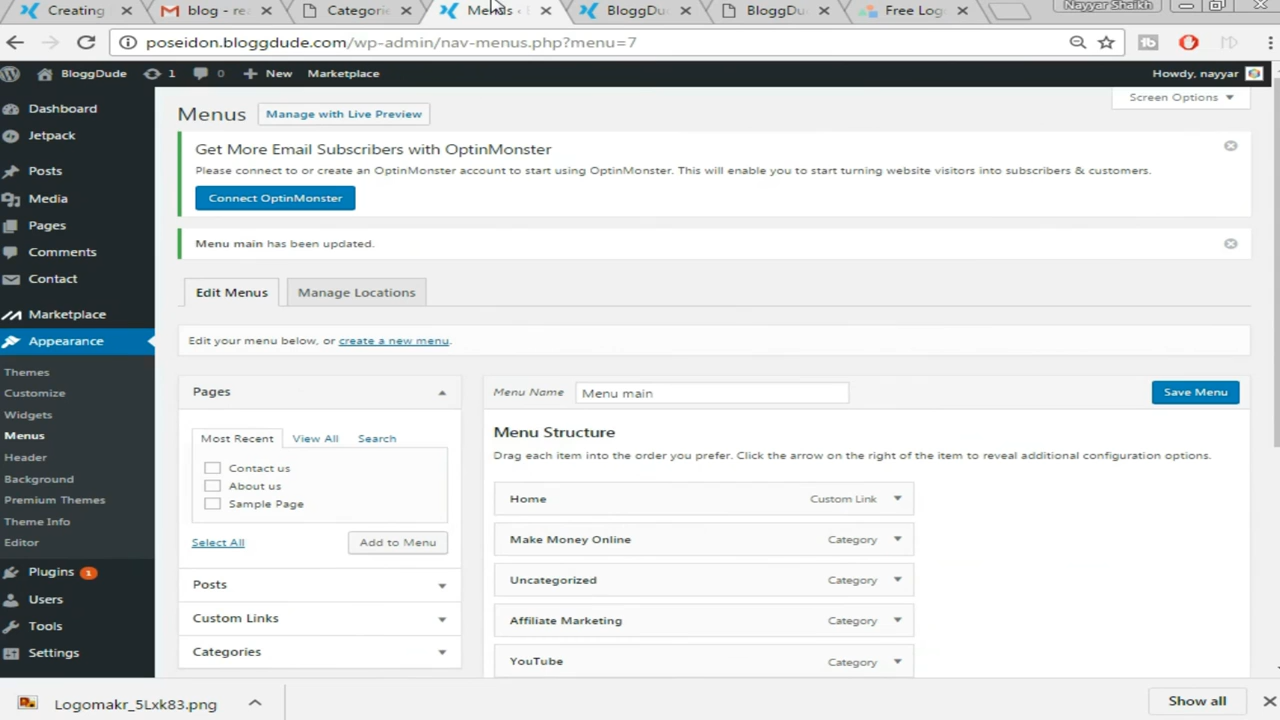 Creating
blog - re
Categorie
Menus
BloggDu
BloggDu
Free Log
Nayyar Shaikh
poseidon.bloggdude.com/wp-admin/nav-menus.php?menu=7
BloggDude 1 0 + New Marketplace Howdy, nayyar
Screen Options
Dashboard
Jetpack
Posts
Media
Pages
Comments
Contact
Marketplace
Appearance
Themes
Customize
Widgets
Menus
Header
Background
Premium Themes
Theme Info
Editor
Plugins 1
Users
Tools
Settings
Menus Manage with Live Preview
Get More Email Subscribers with OptinMonster
Please connect to or create an OptinMonster account to start using OptinMonster. This will enable you to start turning website visitors into subscribers & customers.
Connect OptinMonster
Menu main has been updated.
Edit Menus Manage Locations
Edit your menu below, or create a new menu.
Pages
Most Recent View All Search
Contact us
About us
Sample Page
Select All Add to Menu
Posts
Custom Links
Categories
Menu Name Menu main Save Menu
Menu Structure
Drag each item into the order you prefer. Click the arrow on the right of the item to reveal additional configuration options.
Home Custom Link
Make Money Online Category
Uncategorized Category
Affiliate Marketing Category
YouTube Category
Logomakr_5Lxk83.png Show all